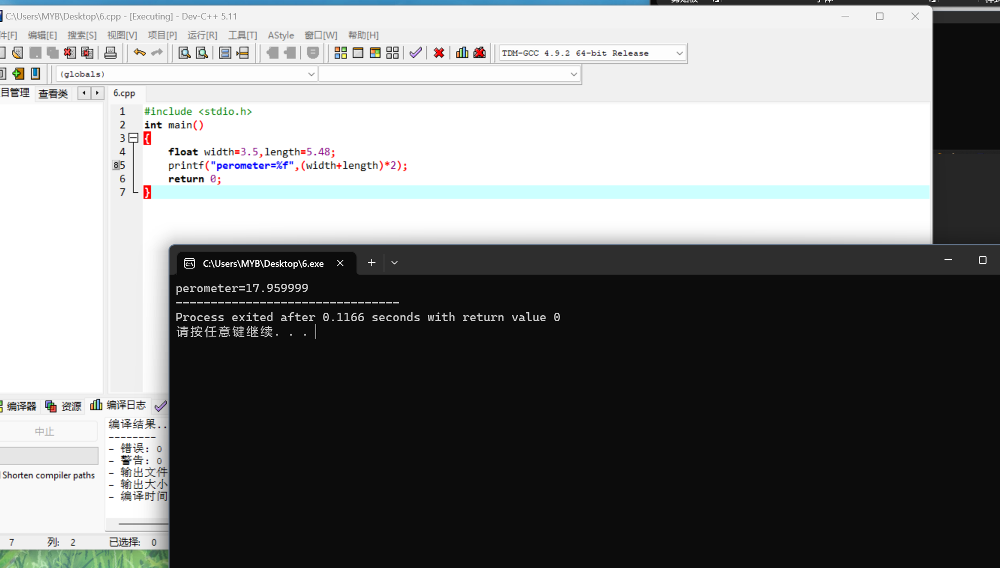 C:\Users\MYB\Desktop\6.cpp - [Executing] - Dev-C++ 5.11
件[F] 编辑[E] 搜索[S] 视图[V] 项目[P] 运行[R] 工具[T] AStyle 窗口[W] 帮助[H]
TDM-GCC 4.9.2 64-bit Release
(globals)
目管理 查看类 6.cpp
1 #include <stdio.h>
2 int main()
3 {
4 float width=3.5,length=5.48;
85 printf("perometer=%f",(width+length)*2);
6 return 0;
7 }
C:\Users\MYB\Desktop\6.exe
perometer=17.959999
--------------------------------
Process exited after 0.1166 seconds with return value 0
请按任意键继续. . .
编译器 资源 编译日志
中止
Shorten compiler paths
编译结果..
--------
- 错误: 0
- 警告: 0
- 输出文件
- 输出大小
- 编译时间
7 列: 2 已选择: 0